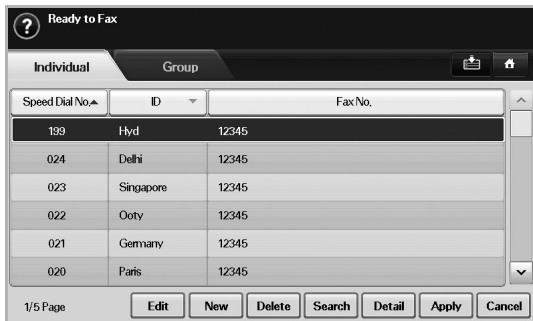 Ready to Fax
Individual Group
Speed Dial No. ID Fax No.
199 Hyd 12345
024 Delhi 12345
023 Singapore 12345
022 Ooty 12345
021 Germany 12345
020 Paris 12345
1/5 Page Edit New Delete Search Detail Apply Cancel